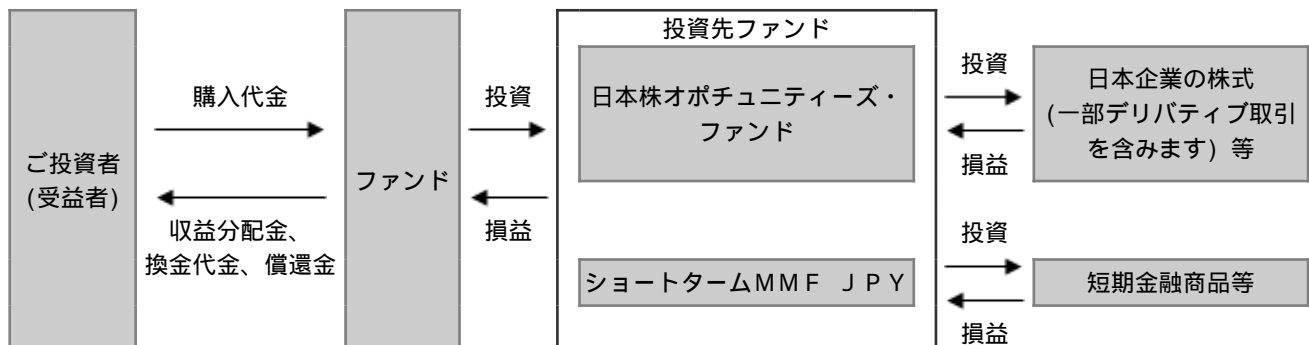 投資先ファンド
ご投資者
(受益者)
購入代金
収益分配金、
換金代金、償還金
ファンド
投資
損益
日本株オポチュニティーズ・
ファンド
投資
損益
日本企業の株式
(一部デリバティブ取引
を含みます) 等
ショートタームMMF ＪＰＹ
投資
損益
短期金融商品等